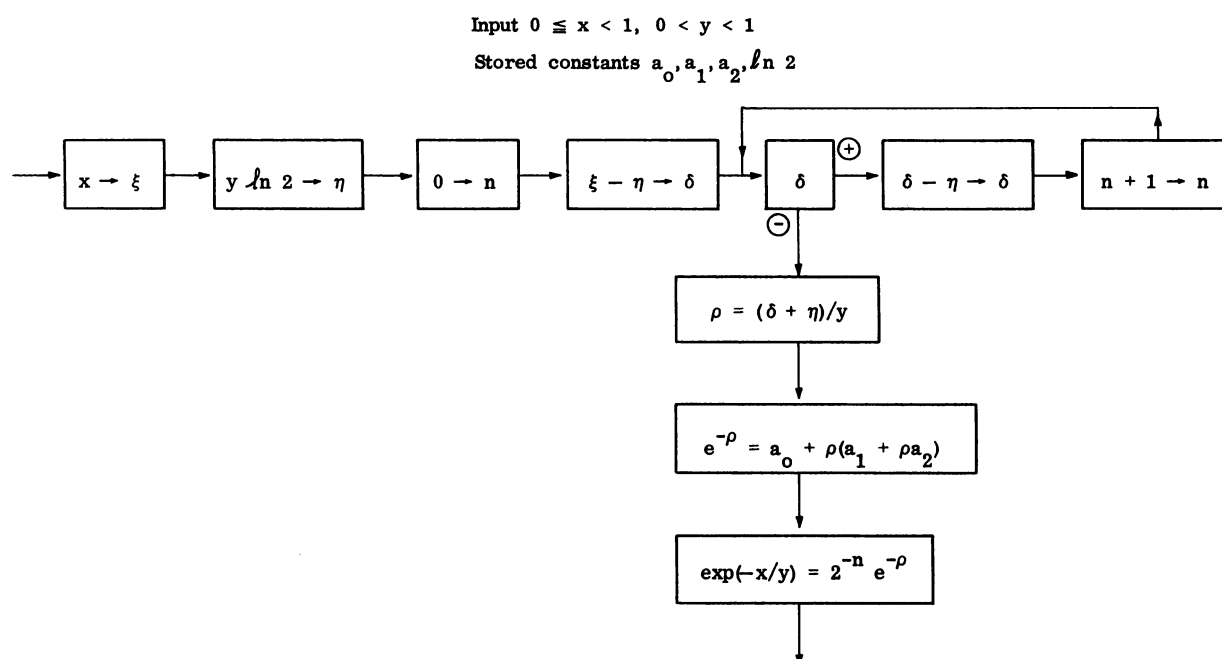 Input 0 ≦ x < 1, 0 < y < 1
Stored constants a₀, a₁, a₂, ℓn 2
x → ξ
y ℓn 2 → η
0 → n
ξ − η → δ
δ
⊕
δ − η → δ
n + 1 → n
⊖
ρ = (δ + η)/y
e^{−ρ} = a₀ + ρ(a₁ + ρa₂)
exp(−x/y) = 2^{−n} e^{−ρ}